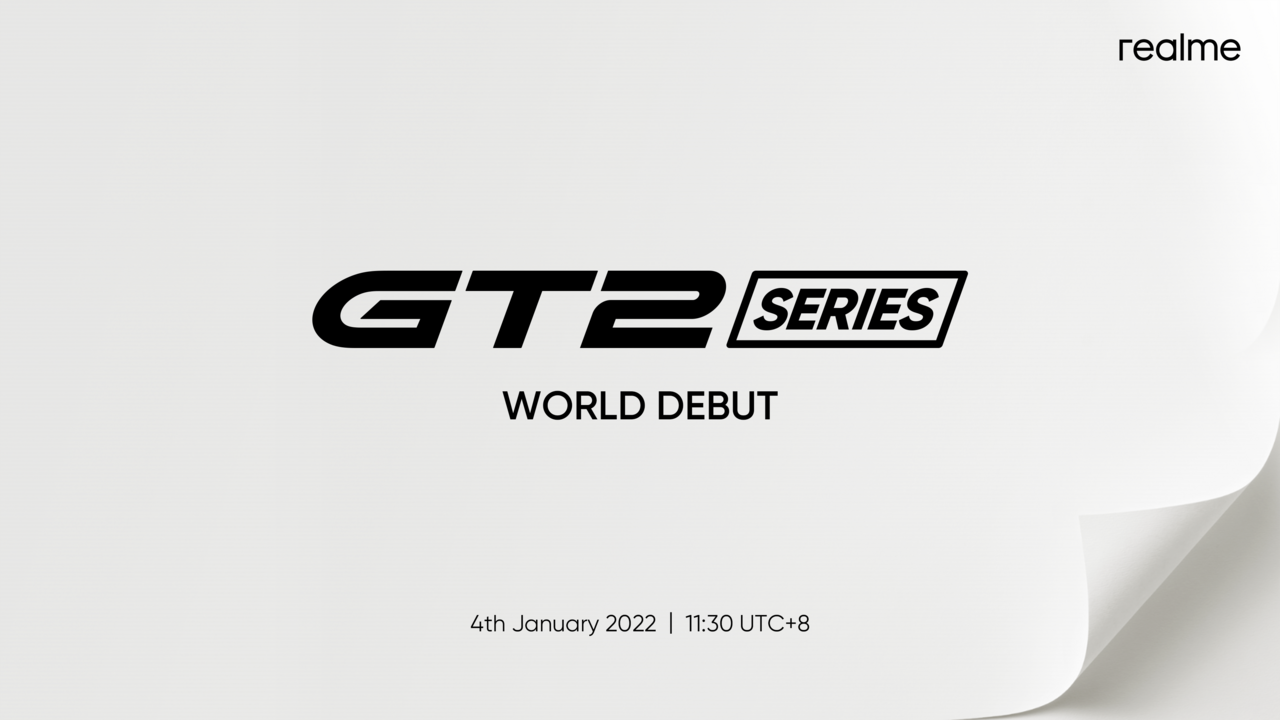 realme
GT2 SERIES
WORLD DEBUT
4th January 2022 | 11:30 UTC+8